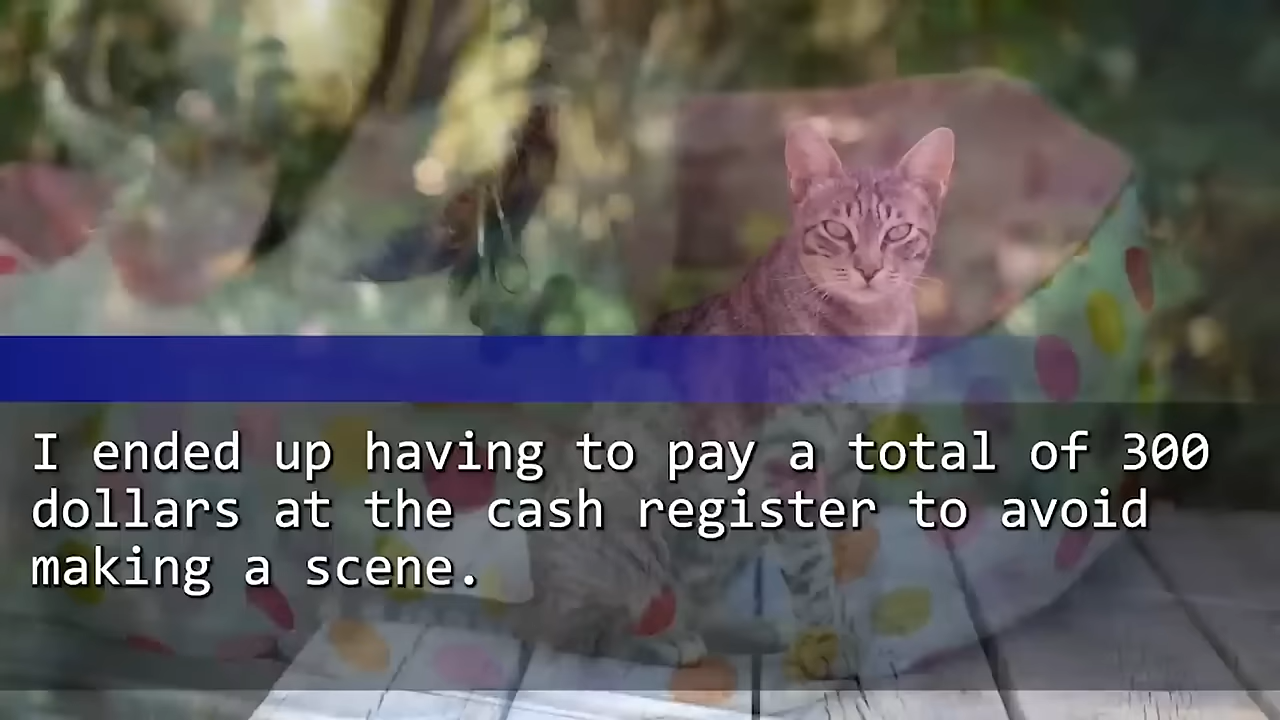 I ended up having to pay a total of 300
dollars at the cash register to avoid
making a scene.